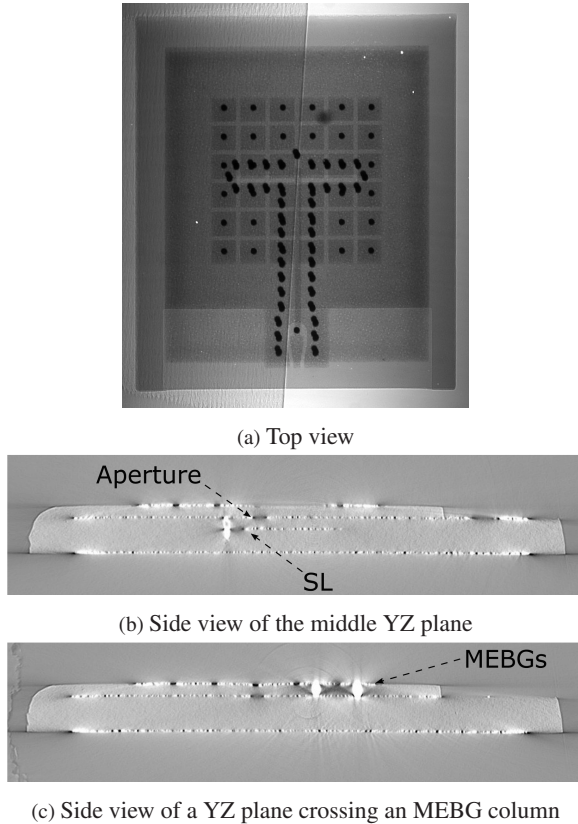 (a) Top view
Aperture
SL
(b) Side view of the middle YZ plane
MEBGs
(c) Side view of a YZ plane crossing an MEBG column